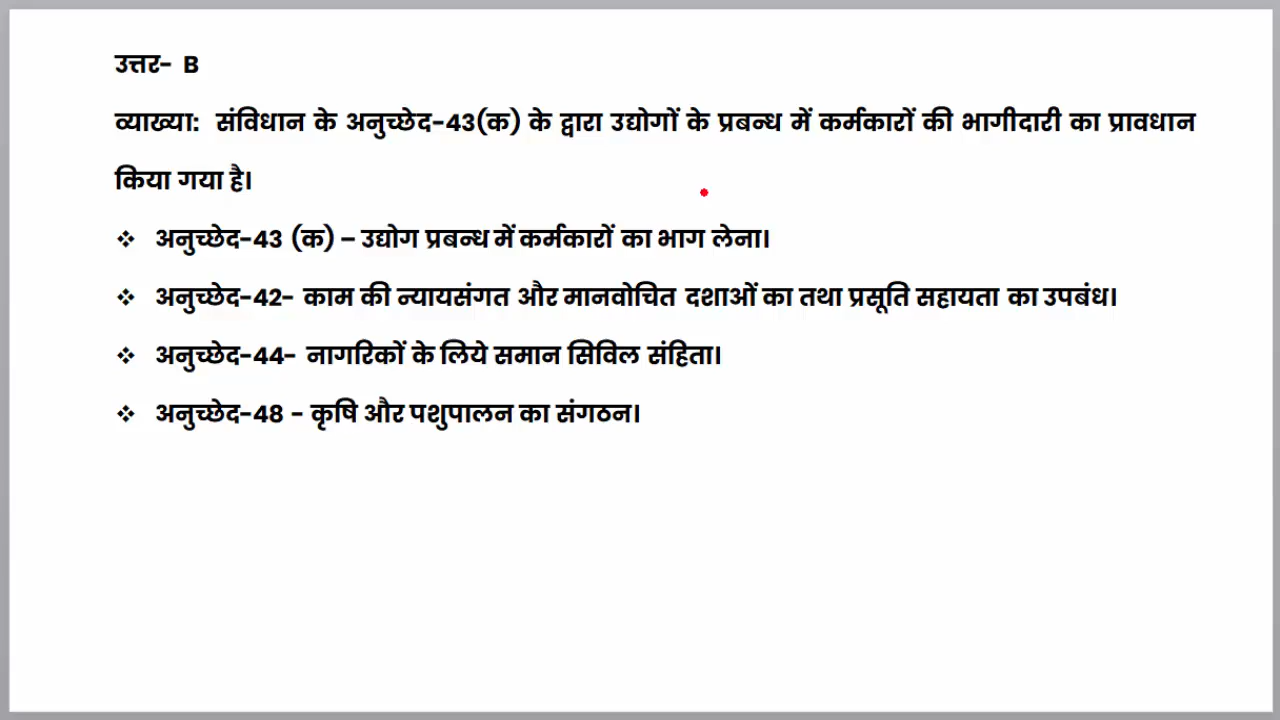 उत्तर- B
व्याख्या: संविधान के अनुच्छेद-43(क) के द्वारा उद्योगों के प्रबन्ध में कर्मकारों की भागीदारी का प्रावधान
किया गया है।
❖ अनुच्छेद-43 (क) – उद्योग प्रबन्ध में कर्मकारों का भाग लेना।
❖ अनुच्छेद-42- काम की न्यायसंगत और मानवोचित दशाओं का तथा प्रसूति सहायता का उपबंध।
❖ अनुच्छेद-44- नागरिकों के लिये समान सिविल संहिता।
❖ अनुच्छेद-48 - कृषि और पशुपालन का संगठन।